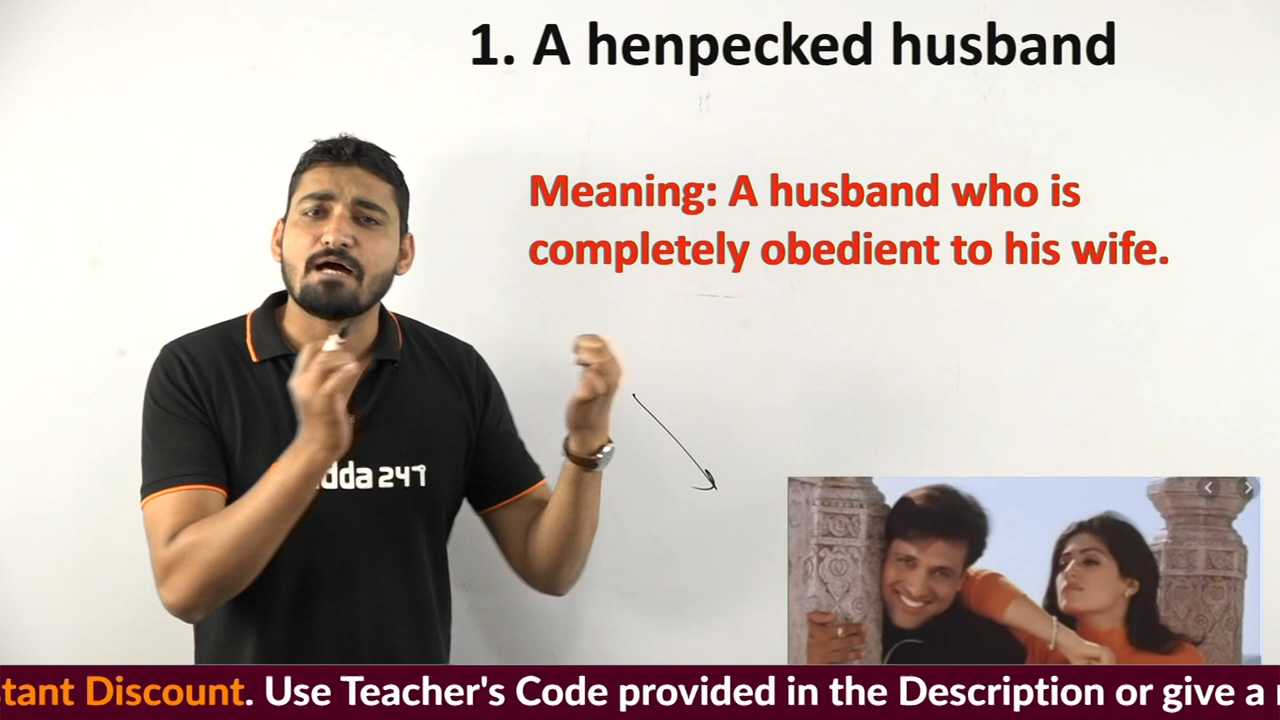 1. A henpecked husband
Meaning: A husband who is
completely obedient to his wife.
dda 247
tant Discount. Use Teacher's Code provided in the Description or give a